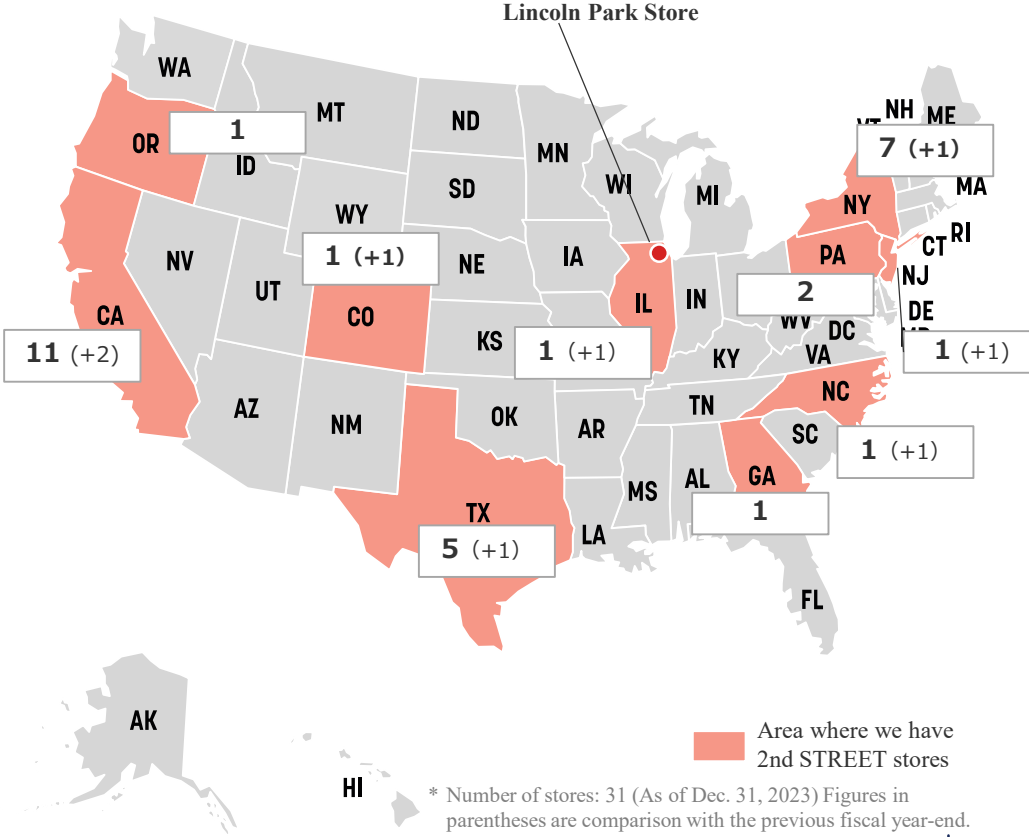 Lincoln Park Store
WA
MT
ND
MN
NH
ME
OR
1
ID
SD
WI
MI
7 (+1)
MA
WY
NY
1 (+1)
NE
IA
PA
CT
RI
NV
UT
CO
IL
IN
2
NJ
CA
KS
WV
DC
DE
11 (+2)
1 (+1)
KY
VA
1 (+1)
AZ
NM
OK
AR
TN
NC
SC
1 (+1)
TX
MS
AL
GA
1
5 (+1)
LA
FL
AK
HI
Area where we have
2nd STREET stores
* Number of stores: 31 (As of Dec. 31, 2023) Figures in
parentheses are comparison with the previous fiscal year-end.